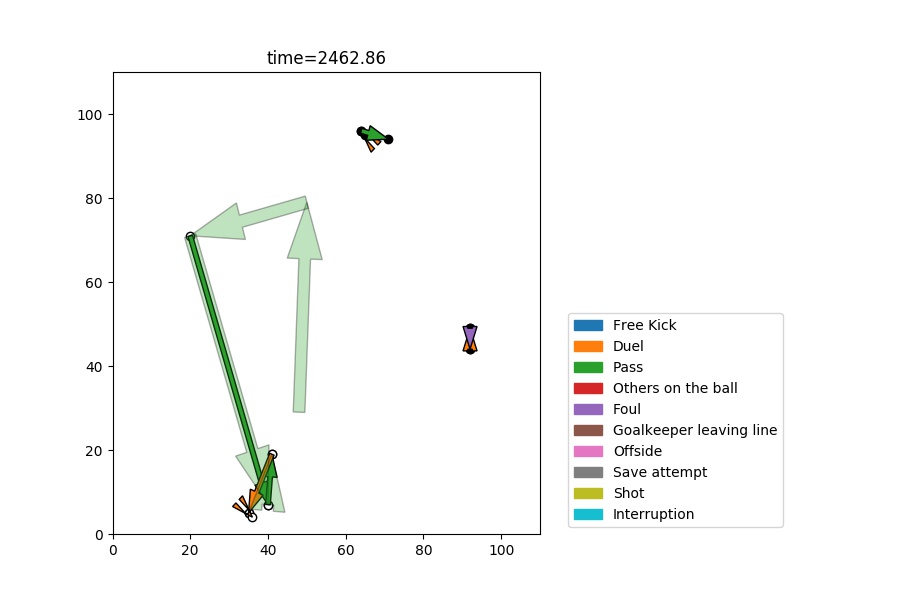 time=2462.86
100
80
60
40
20
0
0 20 40 60 80 100
Free Kick
Duel
Pass
Others on the ball
Foul
Goalkeeper leaving line
Offside
Save attempt
Shot
Interruption